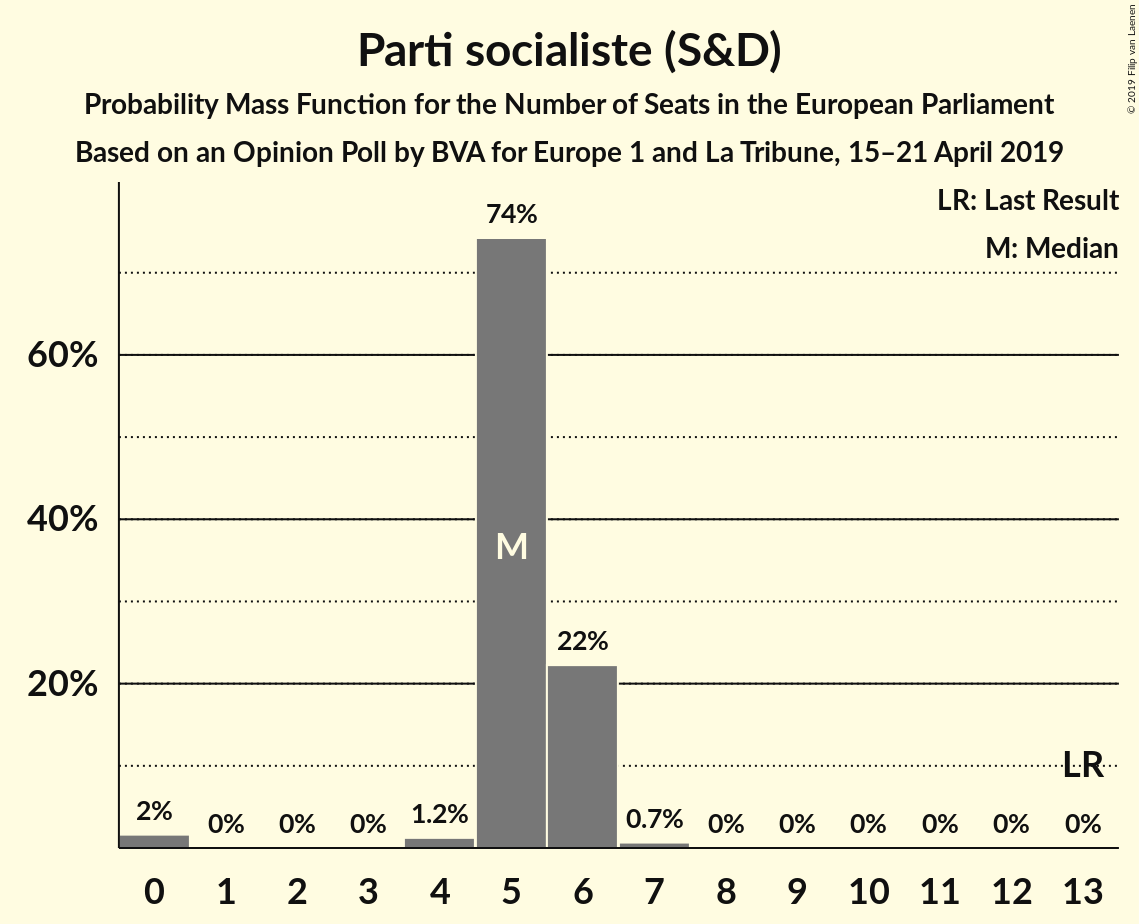 Parti socialiste (S&D)
Probability Mass Function for the Number of Seats in the European Parliament
Based on an Opinion Poll by BVA for Europe 1 and La Tribune, 15–21 April 2019
© 2019 Filip van Laenen
LR: Last Result
M: Median
74%
60%
40%
M
22%
20%
LR
2% 0% 0% 0% 1.2% 0.7% 0% 0% 0% 0% 0% 0%
0 1 2 3 4 5 6 7 8 9 10 11 12 13